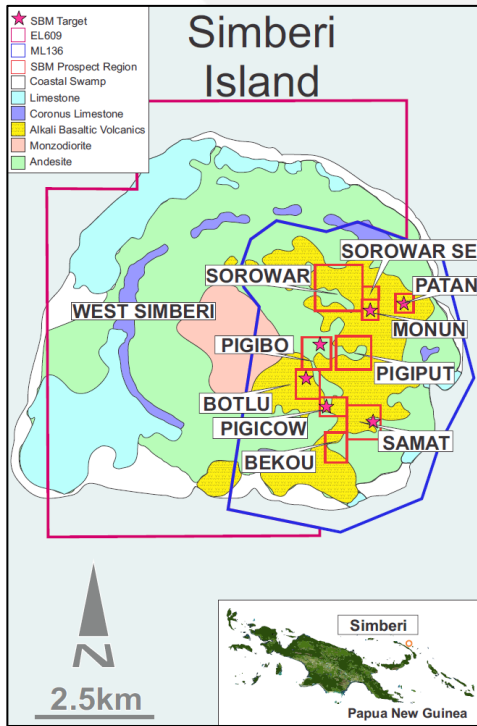 Simberi
Island
SBM Target
EL609
ML136
SBM Prospect Region
Coastal Swamp
Limestone
Coronus Limestone
Alkali Basaltic Volcanics
Monzodiorite
Andesite
SOROWAR SE
SOROWAR
PATAN
WEST SIMBERI
MONUN
PIGIBO
PIGIPUT
BOTLU
PIGICOW
SAMAT
BEKOU
N
2.5km
Simberi
Papua New Guinea